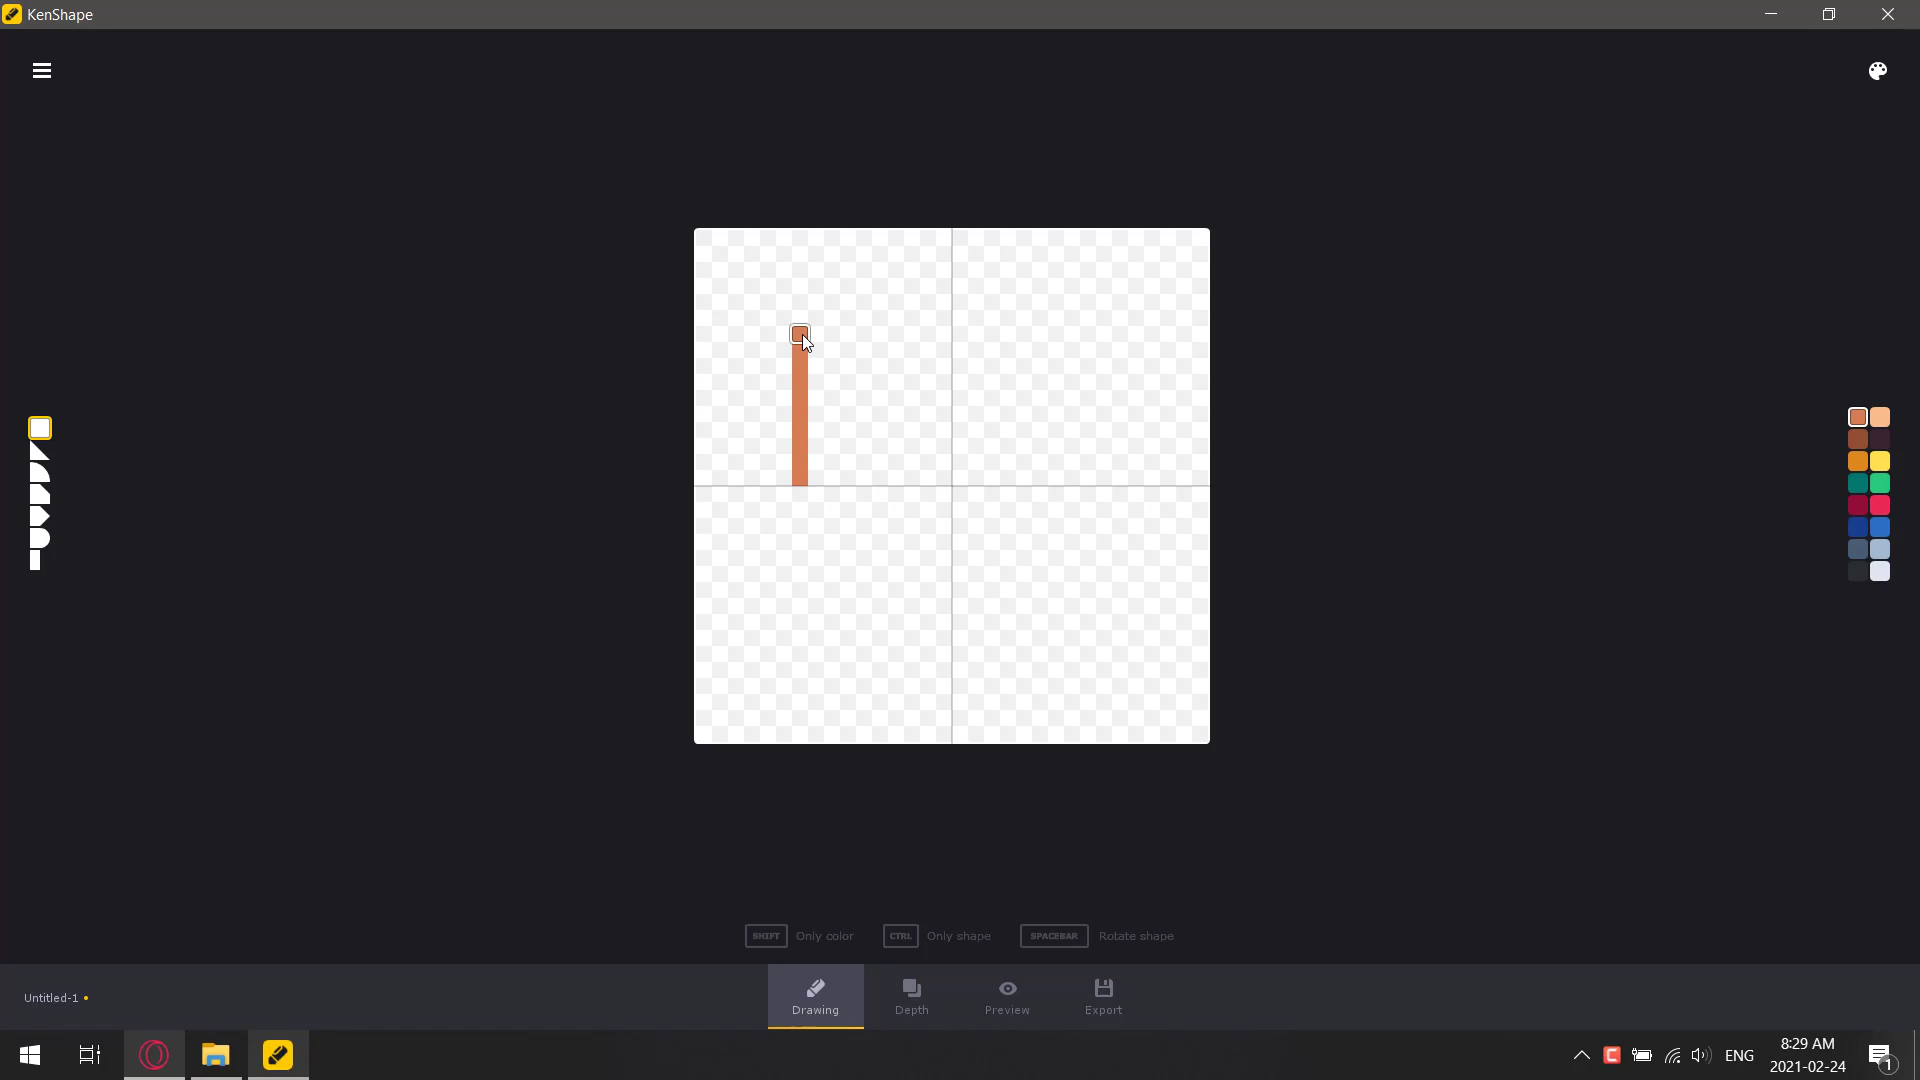 KenShape
SHIFT Only color CTRL Only shape SPACEBAR Rotate shape
Untitled-1
Drawing Depth Preview Export
ENG
8:29 AM
2021-02-24
1